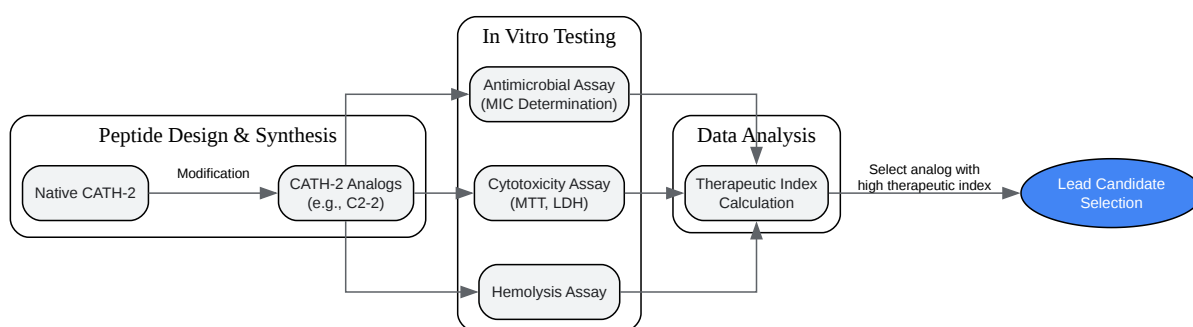 In Vitro Testing
Antimicrobial Assay
(MIC Determination)
Peptide Design & Synthesis
Data Analysis
Native CATH-2
Modification
CATH-2 Analogs
(e.g., C2-2)
Cytotoxicity Assay
(MTT, LDH)
Therapeutic Index
Calculation
Select analog with
high therapeutic index
Lead Candidate
Selection
Hemolysis Assay